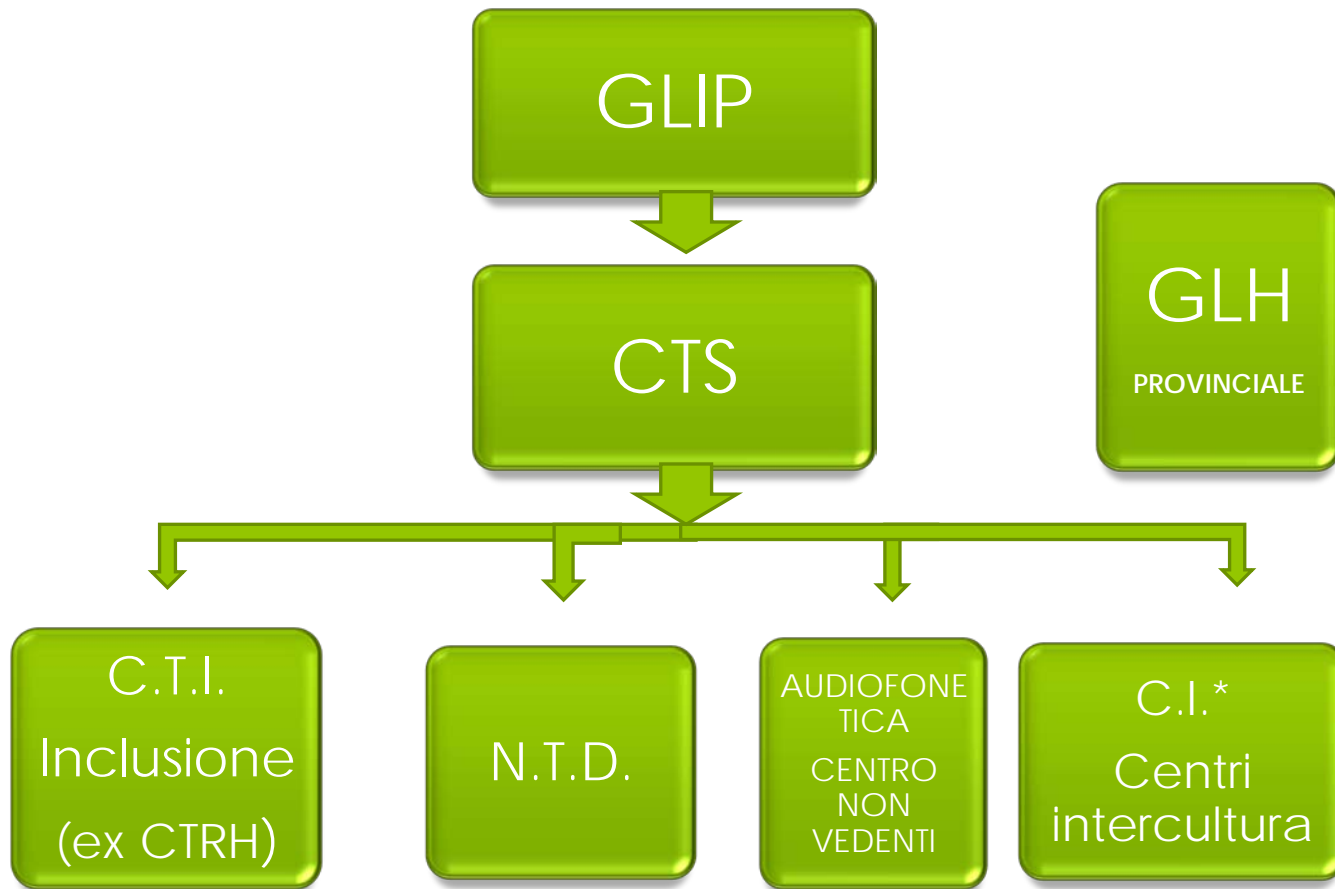 GLIP
CTS
GLH
PROVINCIALE
C.T.I.
Inclusione
(ex CTRH)
N.T.D.
AUDIOFONE
TICA
CENTRO
NON
VEDENTI
C.I.*
Centri
intercultura